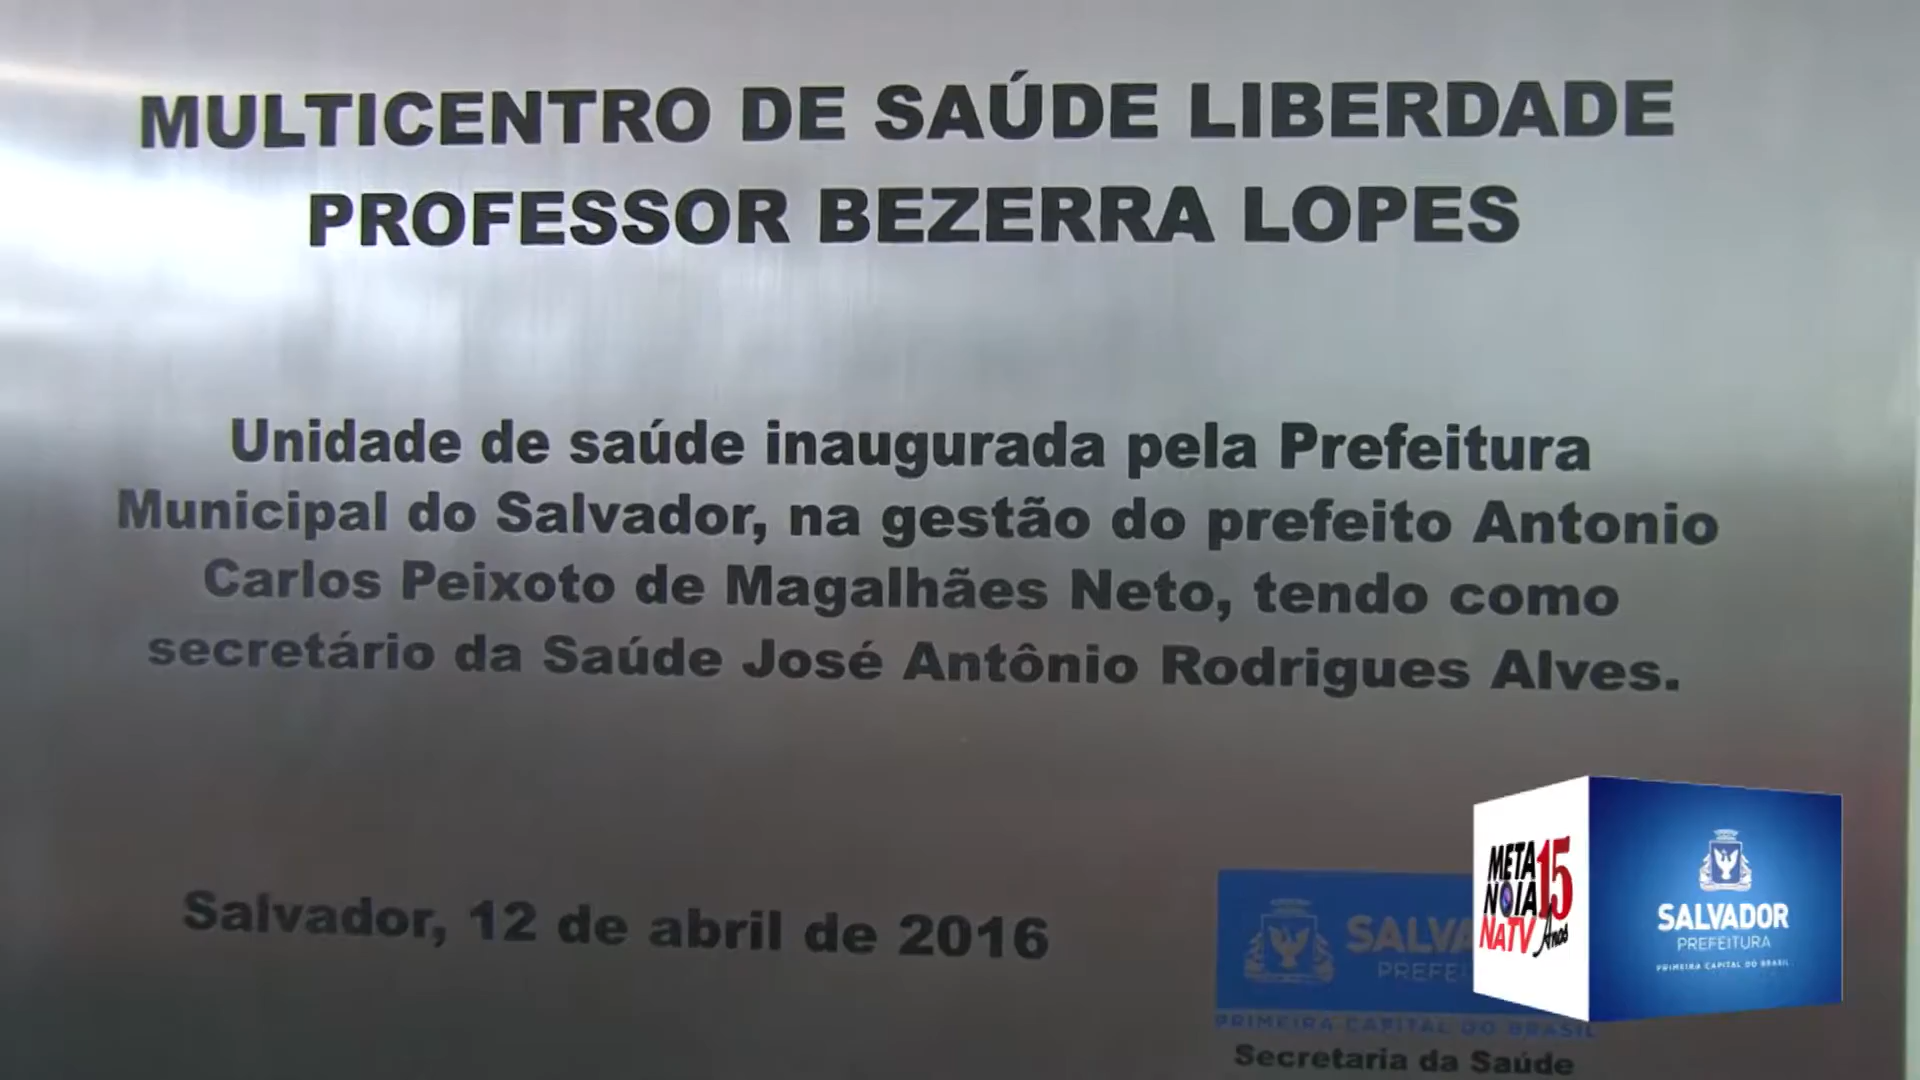 MULTICENTRO DE SAÚDE LIBERDADE
PROFESSOR BEZERRA LOPES
Unidade de saúde inaugurada pela Prefeitura
Municipal do Salvador, na gestão do prefeito Antonio
Carlos Peixoto de Magalhães Neto, tendo como
secretário da Saúde José Antônio Rodrigues Alves.
Salvador, 12 de abril de 2016
SALVA
PREFEI
PRIMEIRA CAPITAL DO BRASIL
Secretaria da Saúde
META
NOIA
NATV
15
Anos
SALVADOR
PREFEITURA
PRIMEIRA CAPITAL DO BRASIL